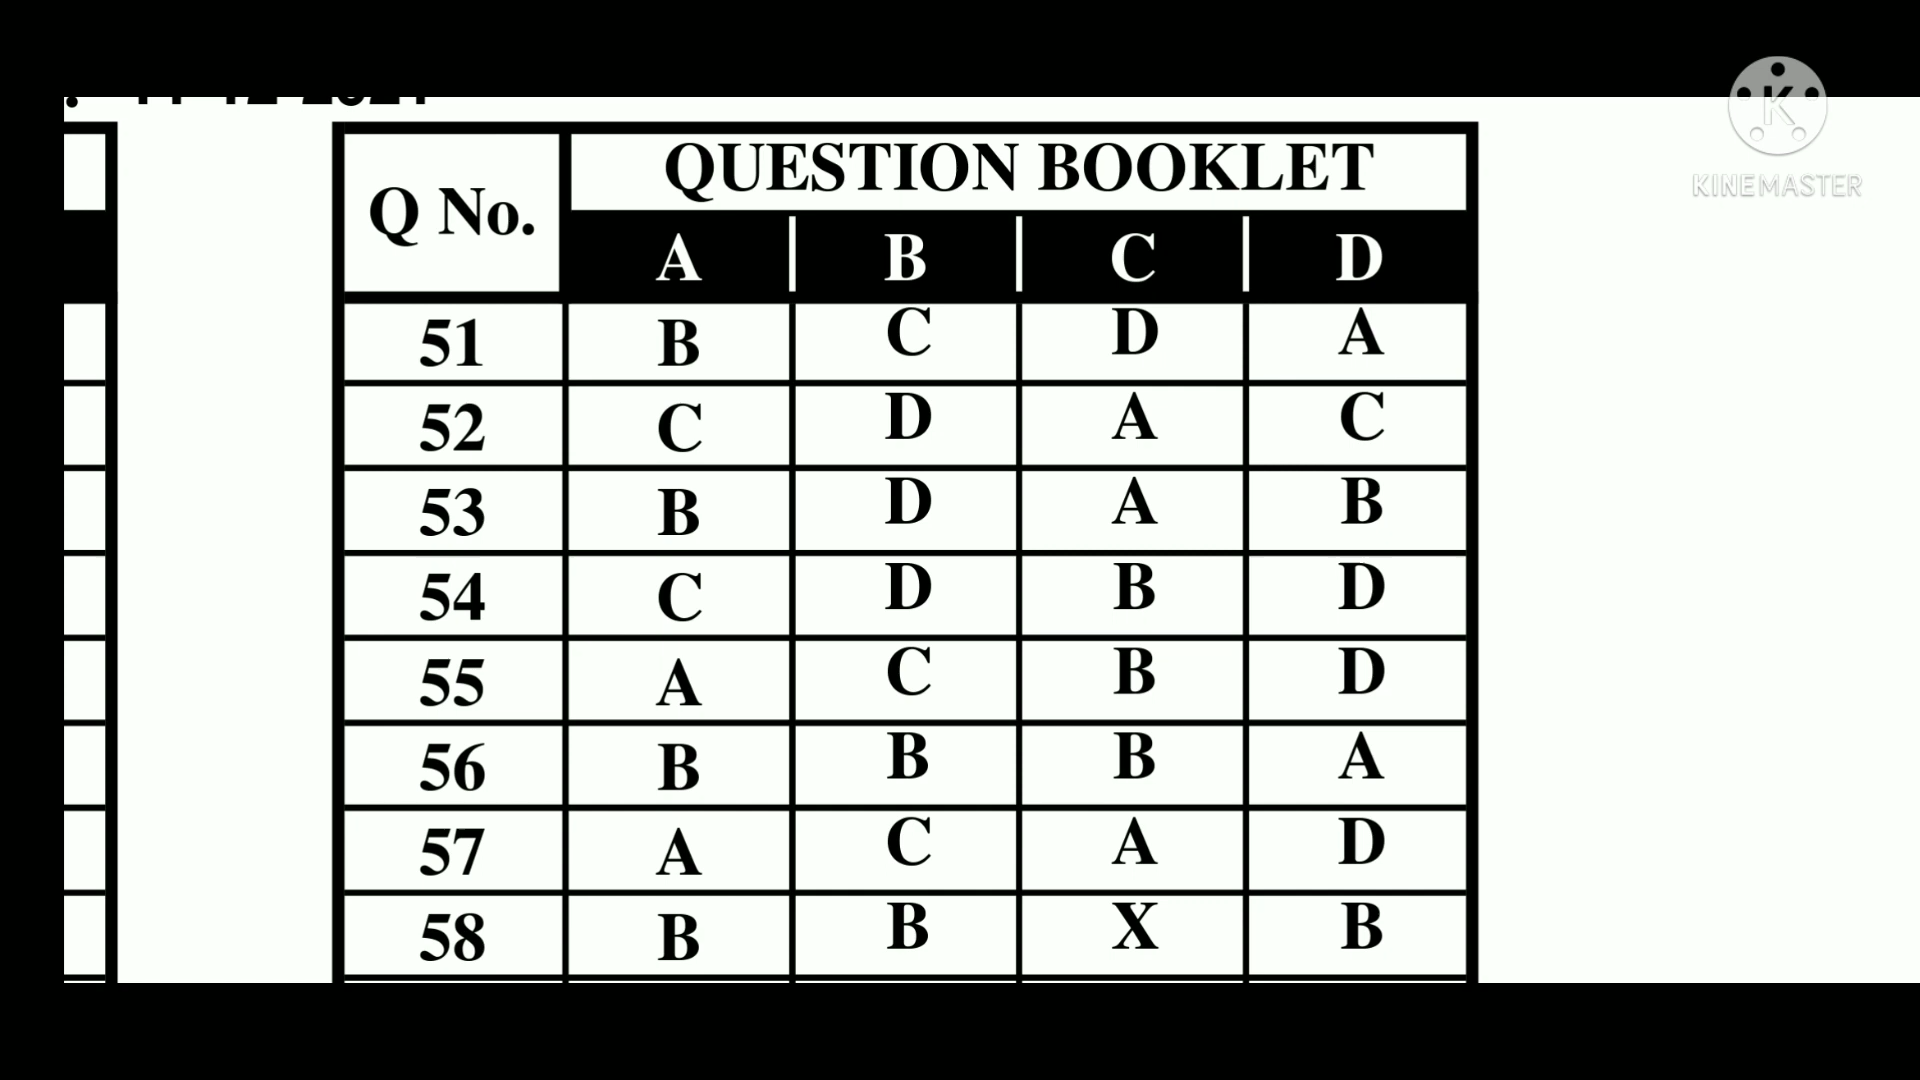 QUESTION BOOKLET
Q No.
A B C D
51 B C D A
52 C D A C
53 B D A B
54 C D B D
55 A C B D
56 B B B A
57 A C A D
58 B B X B
K
KINEMASTER